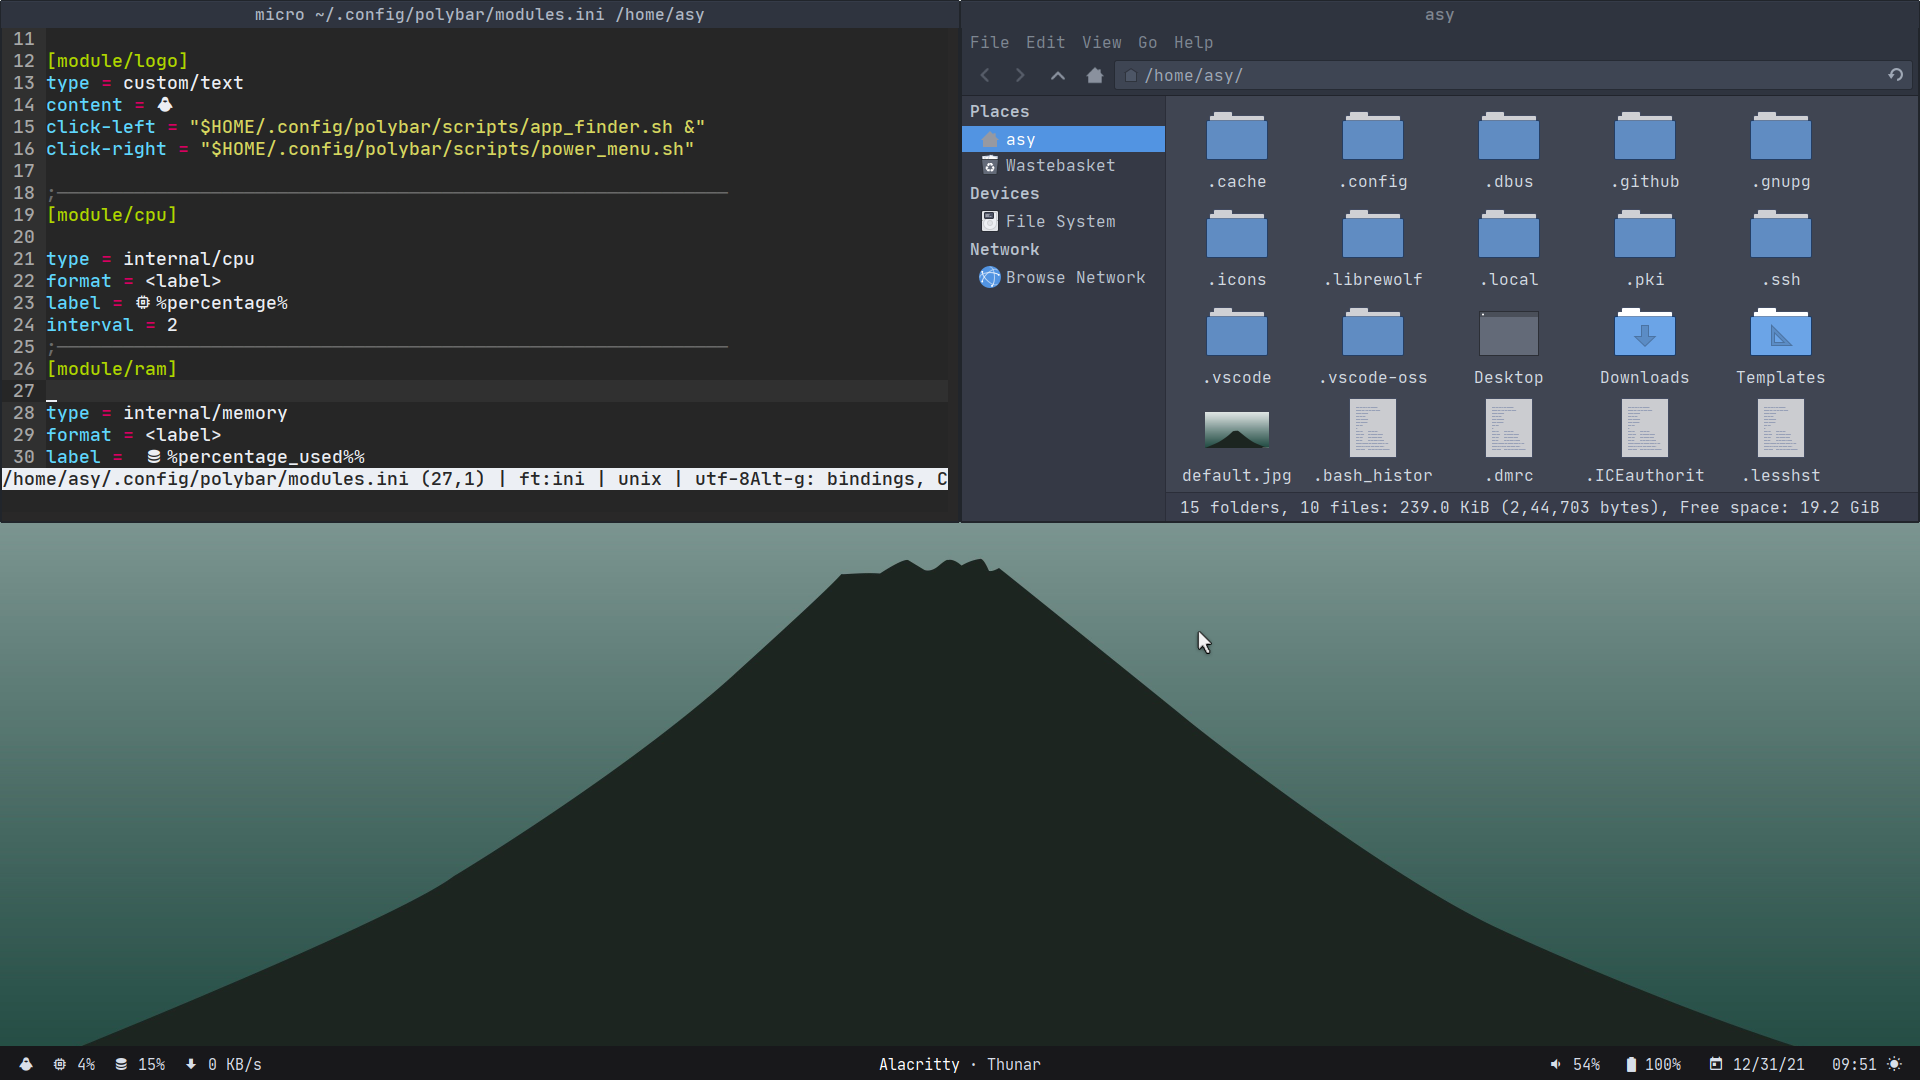 micro ~/.config/polybar/modules.ini /home/asy
11
12 [module/logo]
13 type = custom/text
14 content =
15 click-left = "$HOME/.config/polybar/scripts/app_finder.sh &"
16 click-right = "$HOME/.config/polybar/scripts/power_menu.sh"
17
18 ;
19 [module/cpu]
20
21 type = internal/cpu
22 format = <label>
23 label = %percentage%
24 interval = 2
25 ;
26 [module/ram]
27
28 type = internal/memory
29 format = <label>
30 label = %percentage_used%%
/home/asy/.config/polybar/modules.ini (27,1) | ft:ini | unix | utf-8Alt-g: bindings, C
asy
File Edit View Go Help
/home/asy/
Places
asy
Wastebasket
Devices
File System
Network
Browse Network
.cache .config .dbus .github .gnupg
.icons .librewolf .local .pki .ssh
.vscode .vscode-oss Desktop Downloads Templates
default.jpg .bash_histor .dmrc .ICEauthorit .lesshst
15 folders, 10 files: 239.0 KiB (2,44,703 bytes), Free space: 19.2 GiB
4% 15% 0 KB/s
Alacritty · Thunar
54% 100% 12/31/21 09:51